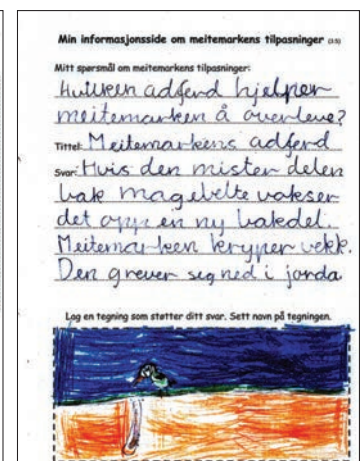 Min informasjonsside om meitemarkens tilpasninger (3.5)
Mitt spørsmål om meitemarkens tilpasninger:
Hvilken adferd hjelper
meitemarken å overleve?
Tittel: Meitemarkens adferd
Svar: Hvis den mister delen
bak magebelte vokser
det opp en ny bakdel.
Meitemarken kryper vekk.
Den graver seg ned i jorda
Lag en tegning som støtter ditt svar. Sett navn på tegningen.